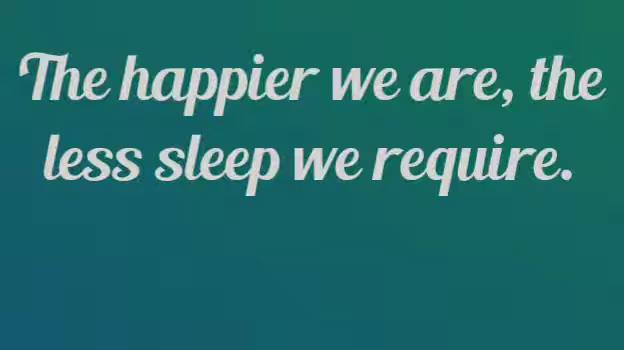 The happier we are, the
less sleep we require.